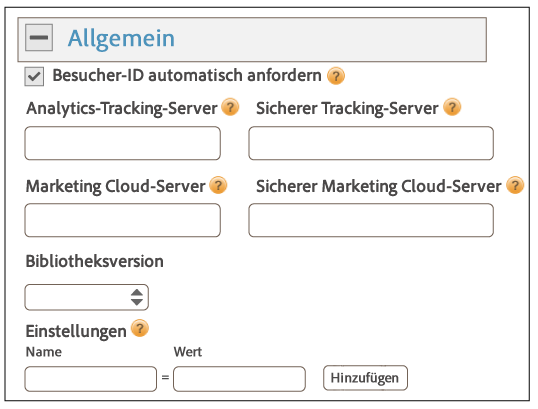 Allgemein
Besucher-ID automatisch anfordern ?
Analytics-Tracking-Server ? Sicherer Tracking-Server ?
Marketing Cloud-Server ? Sicherer Marketing Cloud-Server ?
Bibliotheksversion
Einstellungen ?
Name Wert
= Hinzufügen